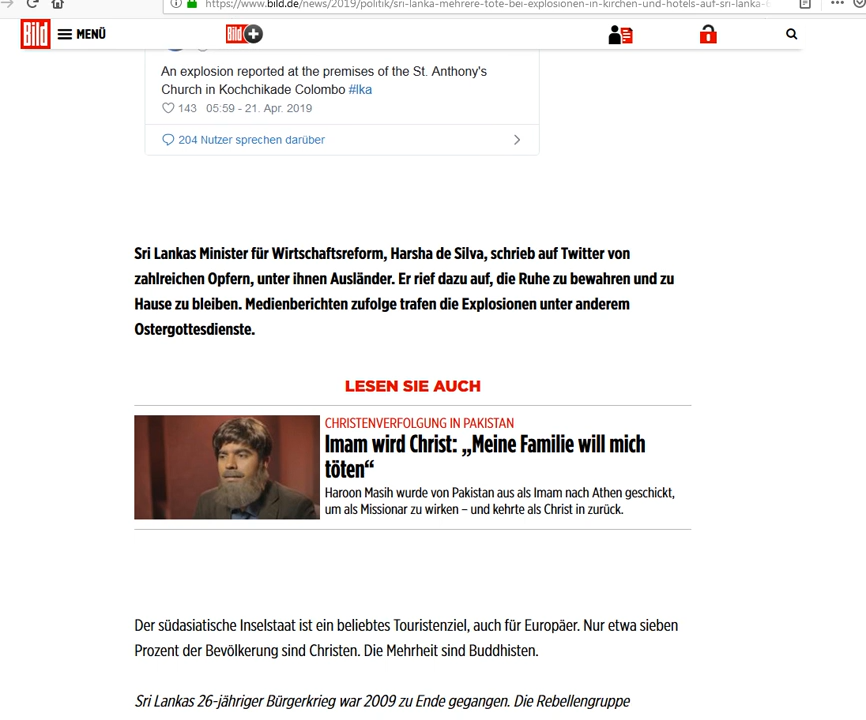 https://www.bild.de/news/2019/politik/sri-lanka-mehrere-tote-bei-explosionen-in-kirchen-und-hotels-auf-sri-lanka-
Bild
MENÜ
Bild+
An explosion reported at the premises of the St. Anthony's
Church in Kochchikade Colombo #lka
143 05:59 - 21. Apr. 2019
204 Nutzer sprechen darüber
Sri Lankas Minister für Wirtschaftsreform, Harsha de Silva, schrieb auf Twitter von
zahlreichen Opfern, unter ihnen Ausländer. Er rief dazu auf, die Ruhe zu bewahren und zu
Hause zu bleiben. Medienberichten zufolge trafen die Explosionen unter anderem
Ostergottesdienste.
LESEN SIE AUCH
CHRISTENVERFOLGUNG IN PAKISTAN
Imam wird Christ: „Meine Familie will mich
töten“
Haroon Masih wurde von Pakistan aus als Imam nach Athen geschickt,
um als Missionar zu wirken – und kehrte als Christ in zurück.
Der südasiatische Inselstaat ist ein beliebtes Touristenziel, auch für Europäer. Nur etwa sieben
Prozent der Bevölkerung sind Christen. Die Mehrheit sind Buddhisten.
Sri Lankas 26-jähriger Bürgerkrieg war 2009 zu Ende gegangen. Die Rebellengruppe